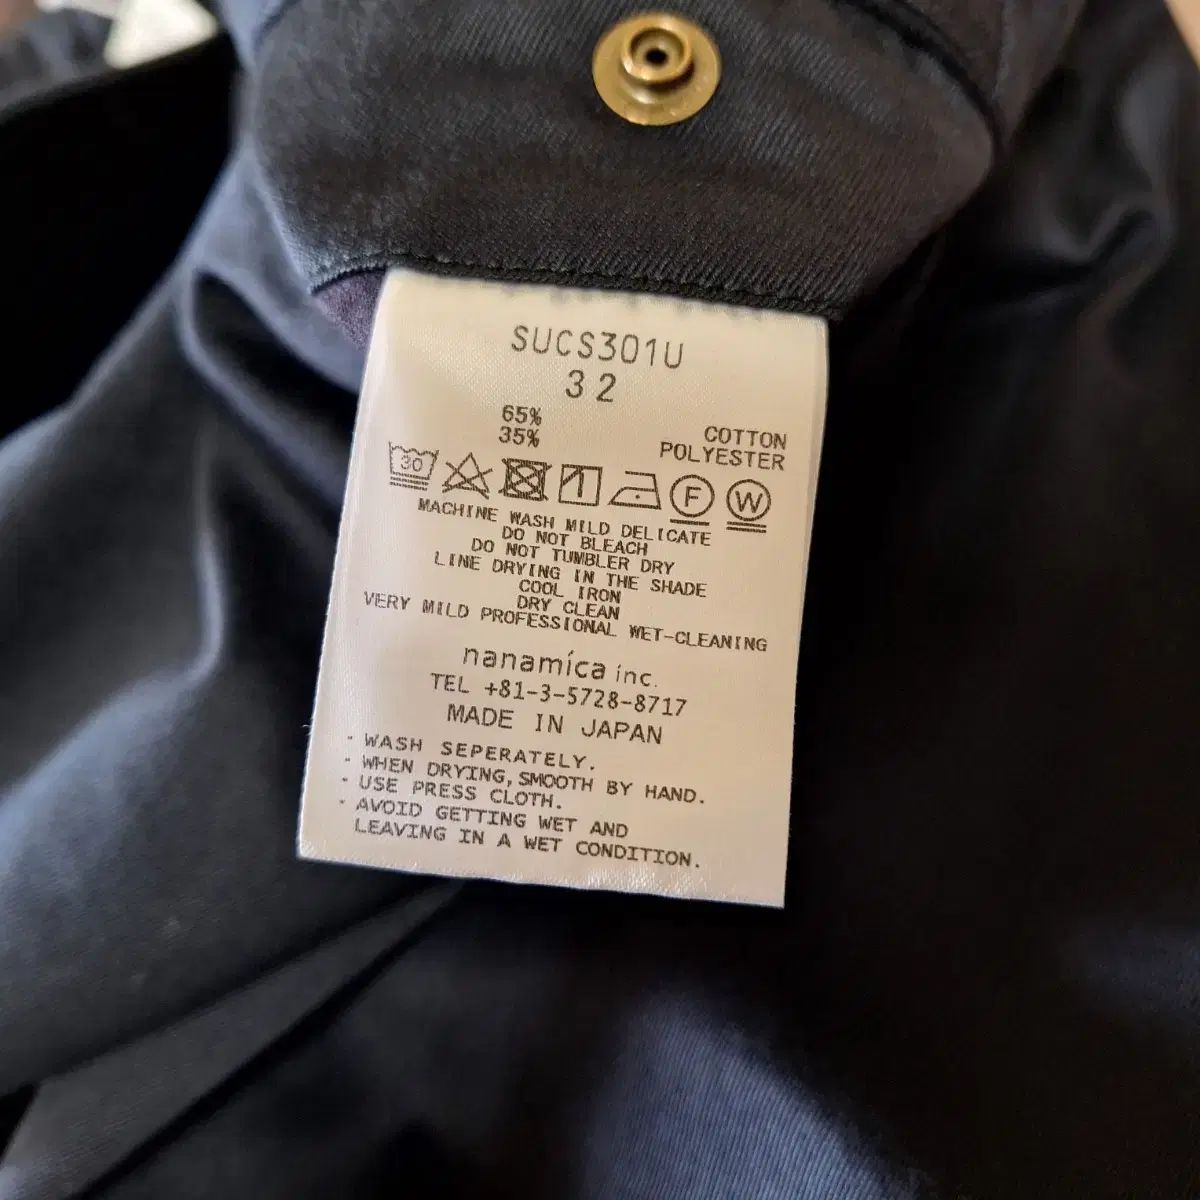 SUCS301U
32
65% COTTON
35% POLYESTER
30 F W
MACHINE WASH MILD DELICATE
DO NOT BLEACH
DO NOT TUMBLER DRY
LINE DRYING IN THE SHADE
COOL IRON
DRY CLEAN
VERY MILD PROFESSIONAL WET-CLEANING
nanamica inc.
TEL +81-3-5728-8717
MADE IN JAPAN
· WASH SEPERATELY.
· WHEN DRYING, SMOOTH BY HAND.
· USE PRESS CLOTH.
· AVOID GETTING WET AND
LEAVING IN A WET CONDITION.